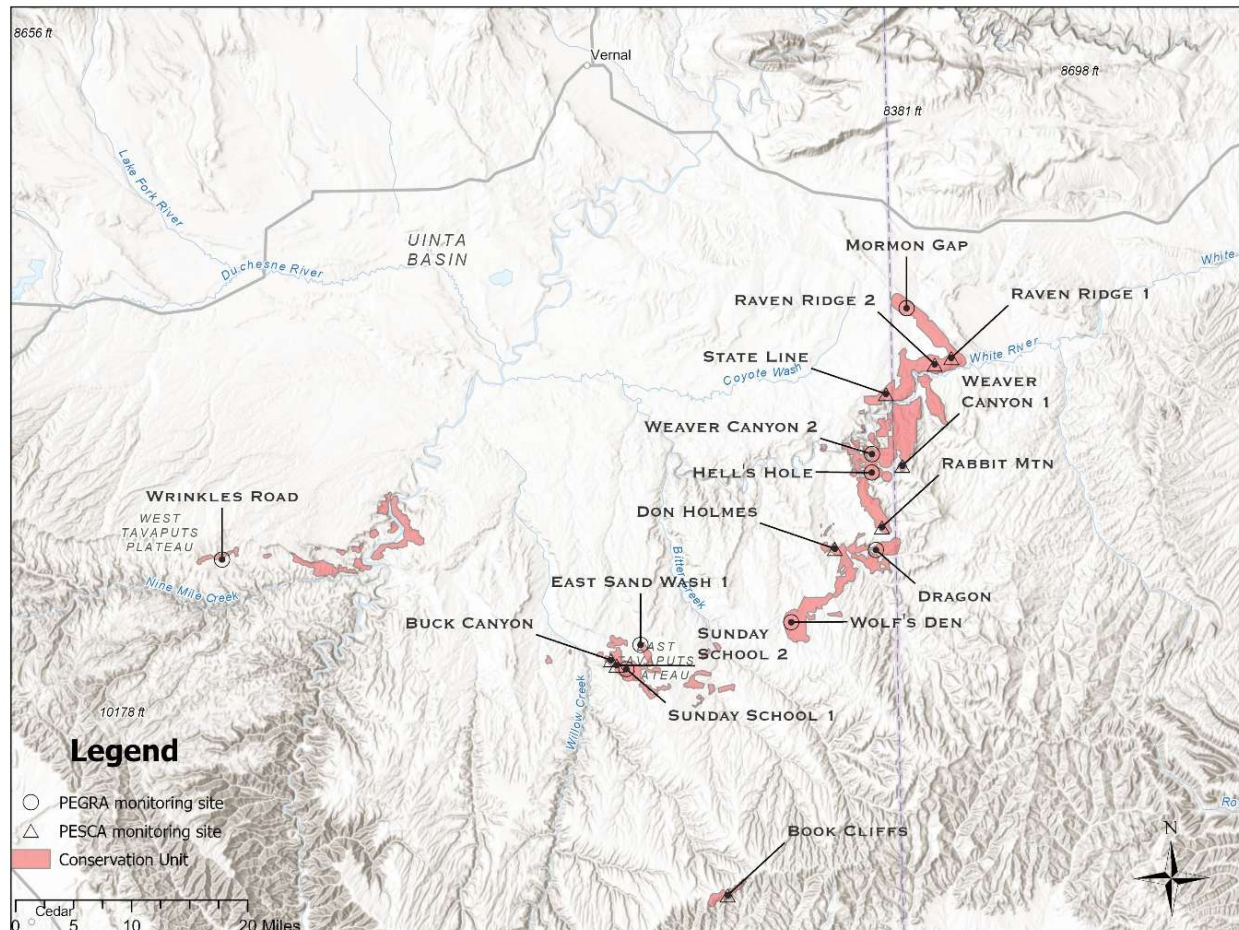 8656 ft
Vernal
8698 ft
8381 ft
Lake Fork River
UINTA
BASIN
Duchesne River
MORMON GAP
White
RAVEN RIDGE 2
RAVEN RIDGE 1
STATE LINE
White River
Coyote Wash
WEAVER
CANYON 1
WEAVER CANYON 2
HELL'S HOLE
RABBIT MTN
WRINKLES ROAD
WEST
TAVAPUTS
PLATEAU
DON HOLMES
Bitter Creek
Nine Mile Creek
EAST SAND WASH 1
DRAGON
BUCK CANYON
WOLF'S DEN
SUNDAY
SCHOOL 2
EAST
TAVAPUTS
PLATEAU
Willow Creek
SUNDAY SCHOOL 1
10178 ft
Legend
PEGRA monitoring site
PESCA monitoring site
Conservation Unit
Ro
BOOK CLIFFS
N
0 5 10 20 Miles
Cedar